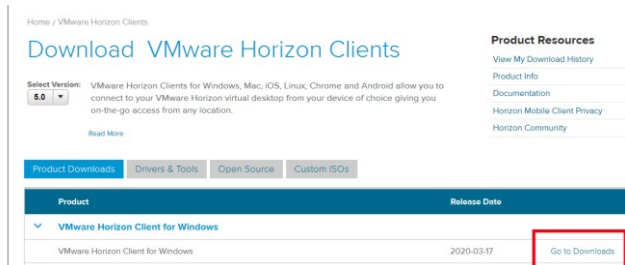 Home / VMware Horizon Clients
Download VMware Horizon Clients
Select Version:
5.0
VMware Horizon Clients for Windows, Mac, iOS, Linux, Chrome and Android allow you to
connect to your VMware Horizon virtual desktop from your device of choice giving you
on-the-go access from any location.
Read More
Product Resources
View My Download History
Product Info
Documentation
Horizon Mobile Client Privacy
Horizon Community
Product Downloads
Drivers & Tools
Open Source
Custom ISOs
Product Release Date
VMware Horizon Client for Windows
VMware Horizon Client for Windows 2020-03-17 Go to Downloads